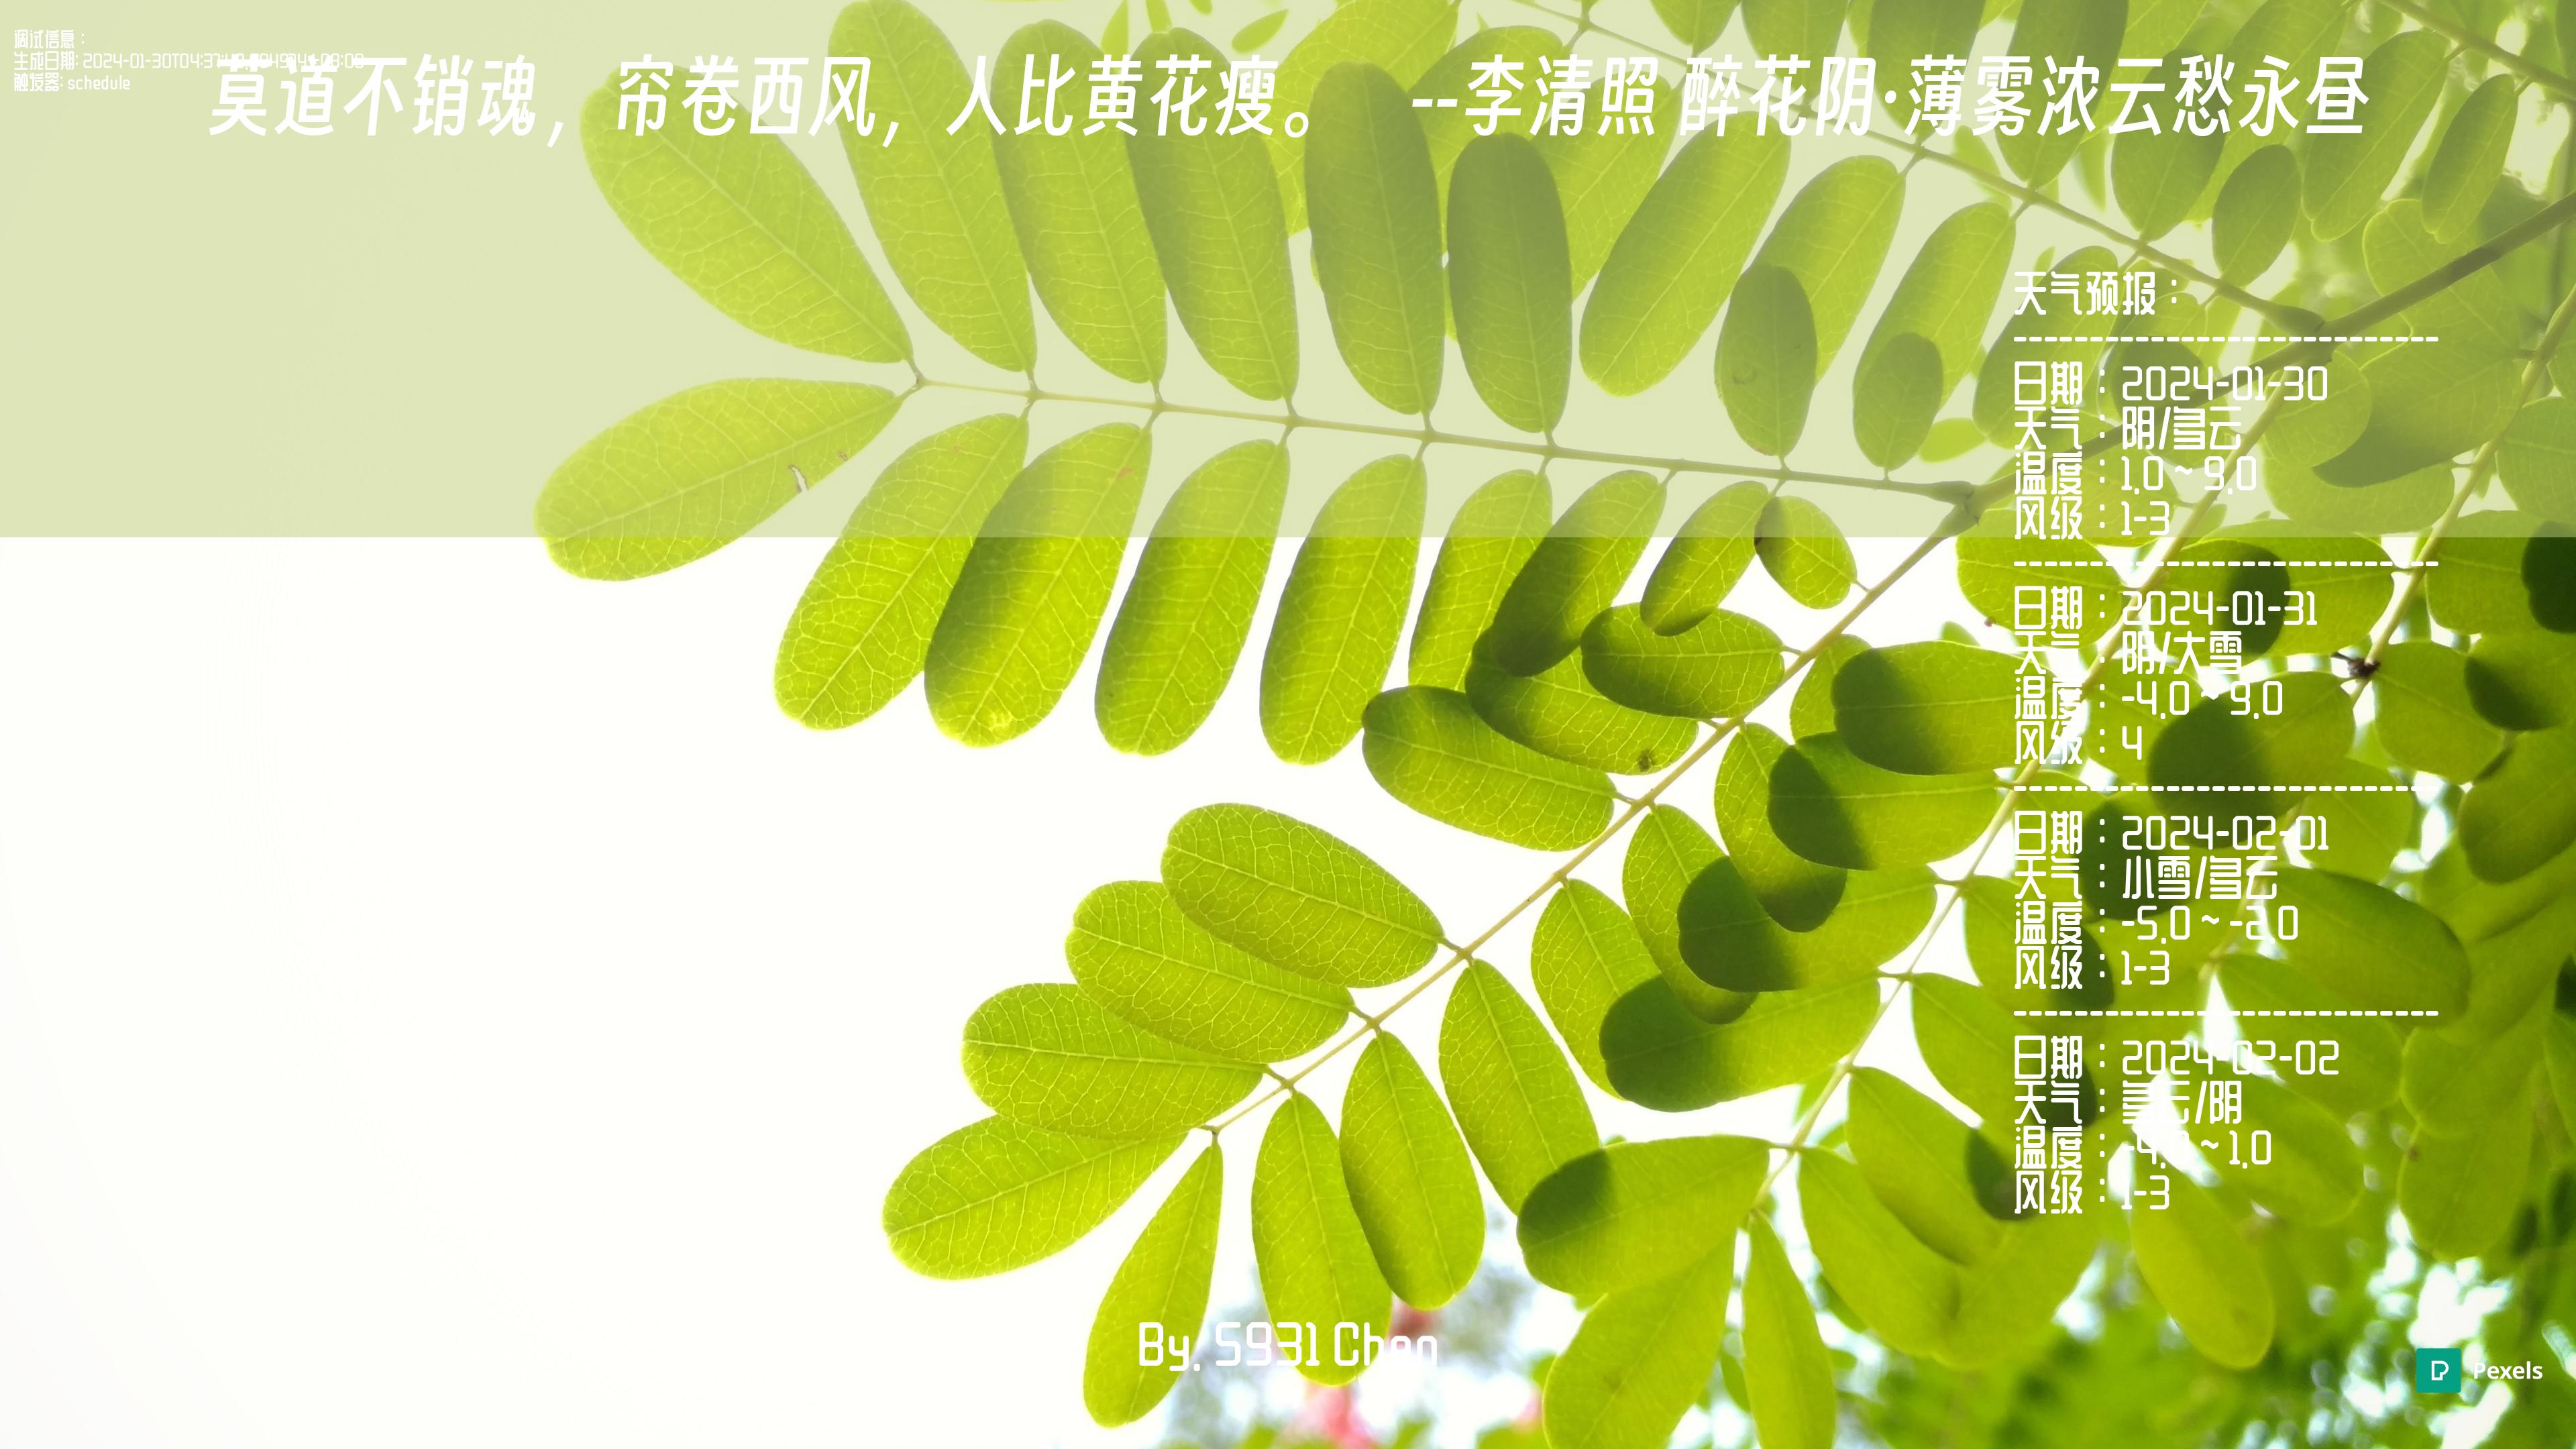 调试信息：
生成日期: 2024-01-30T04:37:
触发器: schedule
莫道不销魂，帘卷西风，人比黄花瘦。 --李清照 醉花阴·薄雾浓云愁永昼
天气预报：
----------------------------
日期：2024-01-30
天气：阴/多云
温度：1.0 ~ 9.0
风级：1-3
----------------------------
日期：2024-01-31
天气：阴/大雪
温度：-4.0 ~ 9.0
风级：4
----------------------------
日期：2024-02-01
天气：小雪/多云
温度：-5.0 ~ -2.0
风级：1-3
----------------------------
日期：2024-02-02
天气：多云/阴
温度：-4.0 ~ 1.0
风级：1-3
By. S931 Chen
Pexels